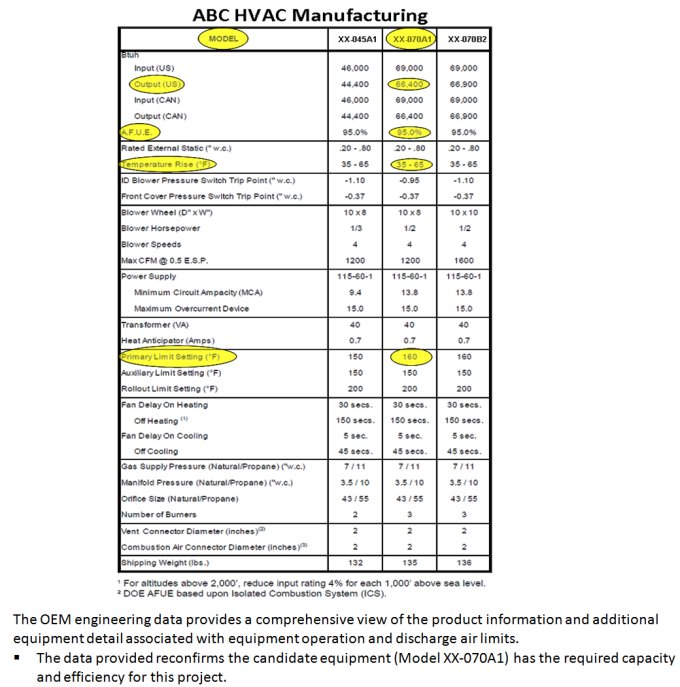 ABC HVAC Manufacturing
MODEL XX-045A1 XX-070A1 XX-070B2
Btuh
Input (US) 46,000 69,000 69,000
Output (US) 44,400 66,400 66,900
Input (CAN) 46,000 69,000 69,000
Output (CAN) 44,400 66,400 66,900
A.F.U.E. 95.0% 95.0% 95.0%
Rated External Static (" w.c.) .20 - .80 .20 - .80 .20 - .80
Temperature Rise (°F) 35 - 65 35 - 65 35 - 65
ID Blower Pressure Switch Trip Point (" w.c.) -1.10 -0.95 -1.10
Front Cover Pressure Switch Trip Point (" w.c.) -0.37 -0.37 -0.37
Blower Wheel (D" x W") 10 x 8 10 x 8 10 x 10
Blower Horsepower 1/3 1/2 1/2
Blower Speeds 4 4 4
Max CFM @ 0.5 E.S.P. 1200 1200 1600
Power Supply 115-60-1 115-60-1 115-60-1
Minimum Circuit Ampacity (MCA) 9.4 13.8 13.8
Maximum Overcurrent Device 15.0 15.0 15.0
Transformer (VA) 40 40 40
Heat Anticipator (Amps) 0.7 0.7 0.7
Primary Limit Setting (°F) 150 160 160
Auxiliary Limit Setting (°F) 150 150 150
Rollout Limit Setting (°F) 200 200 200
Fan Delay On Heating 30 secs. 30 secs. 30 secs.
Off Heating (1) 150 secs. 150 secs. 150 secs.
Fan Delay On Cooling 5 sec. 5 sec. 5 sec.
Off Cooling 45 secs. 45 secs. 45 secs.
Gas Supply Pressure (Natural/Propane) ("w.c.) 7 / 11 7 / 11 7 / 11
Manifold Pressure (Natural/Propane) ("w.c.) 3.5 / 10 3.5 / 10 3.5 / 10
Orifice Size (Natural/Propane) 43 / 55 43 / 55 43 / 55
Number of Burners 2 3 3
Vent Connector Diameter (inches)(2) 2 2 2
Combustion Air Connector Diameter (inches) 2 2 2
Shipping Weight (lbs.) 132 135 136
¹ For altitudes above 2,000', reduce input rating 4% for each 1,000' above sea level.
² DOE AFUE based upon Isolated Combustion System (ICS).
The OEM engineering data provides a comprehensive view of the product information and additional
equipment detail associated with equipment operation and discharge air limits.
▪ The data provided reconfirms the candidate equipment (Model XX-070A1) has the required capacity
and efficiency for this project.